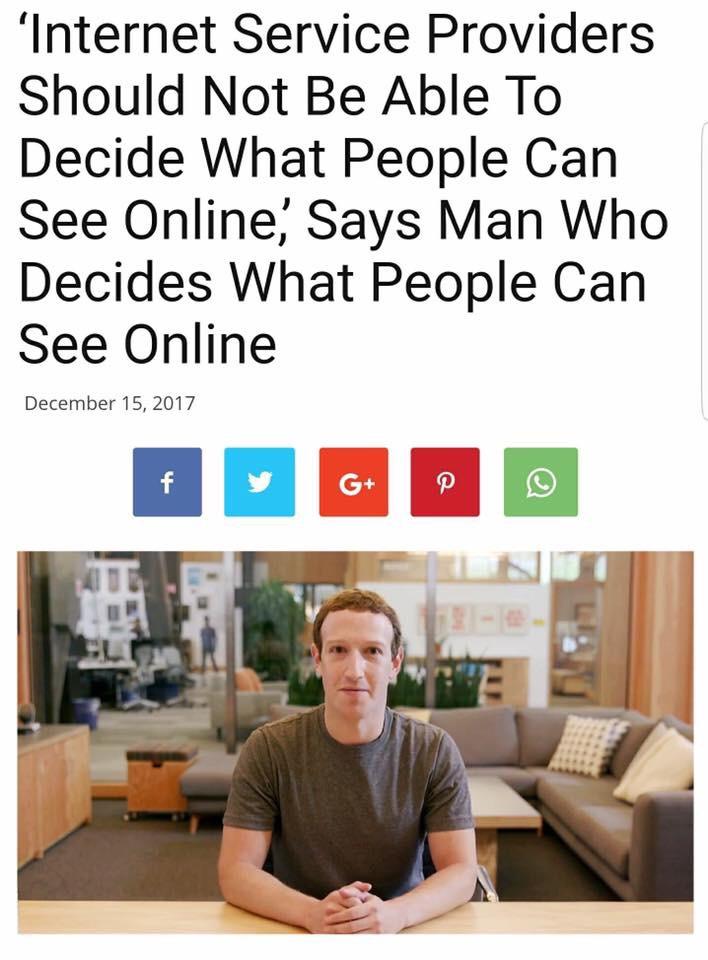 ‘Internet Service Providers
Should Not Be Able To
Decide What People Can
See Online,’ Says Man Who
Decides What People Can
See Online
December 15, 2017
f
G+